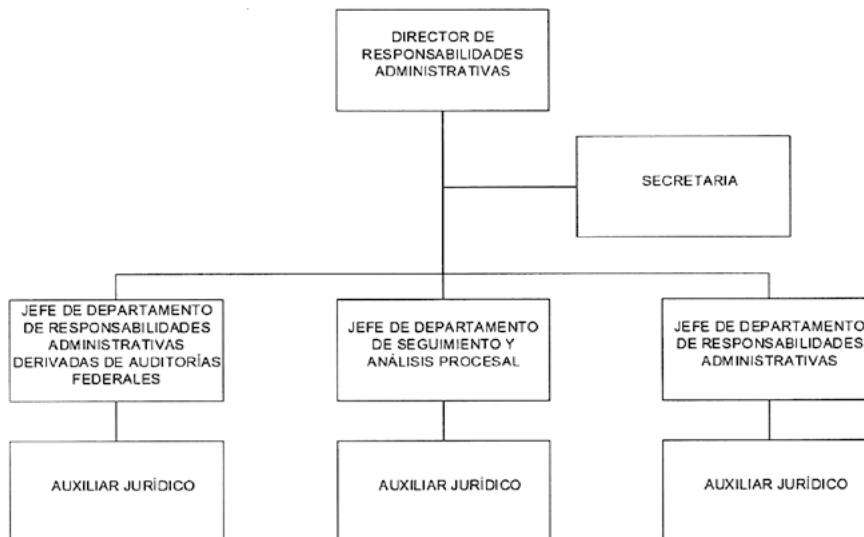 DIRECTOR DE
RESPONSABILIDADES
ADMINISTRATIVAS
SECRETARIA
JEFE DE DEPARTAMENTO
DE RESPONSABILIDADES
ADMINISTRATIVAS
DERIVADAS DE AUDITORÍAS
FEDERALES
JEFE DE DEPARTAMENTO
DE SEGUIMIENTO Y
ANÁLISIS PROCESAL
JEFE DE DEPARTAMENTO
DE RESPONSABILIDADES
ADMINISTRATIVAS
AUXILIAR JURÍDICO
AUXILIAR JURÍDICO
AUXILIAR JURÍDICO